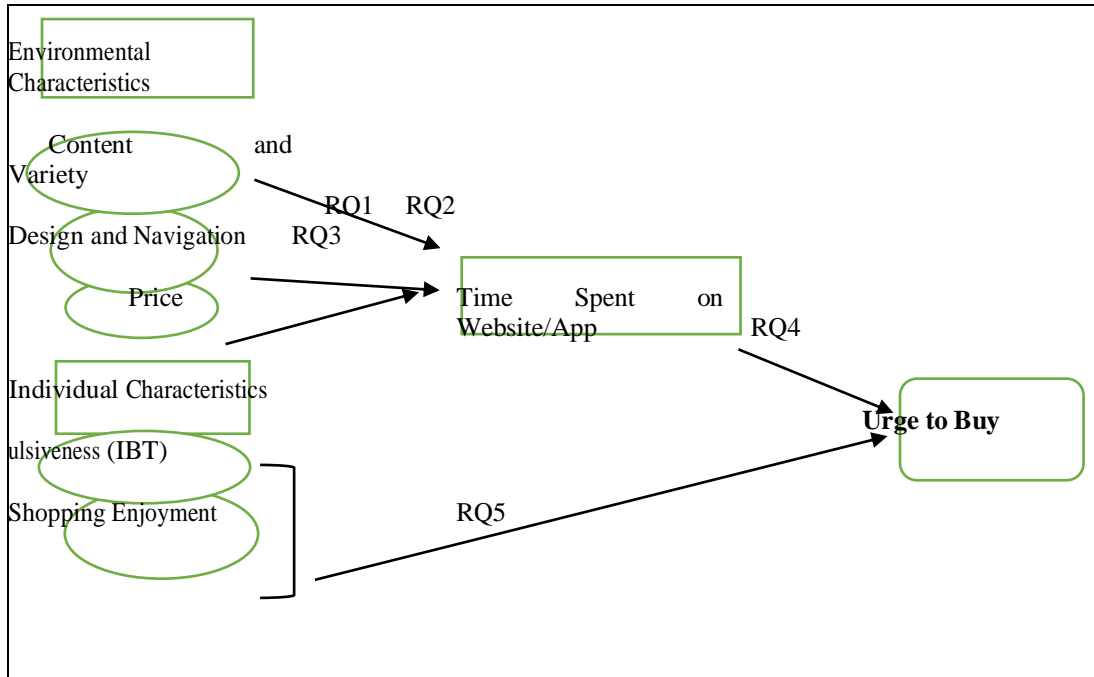 Environmental
Characteristics
Content and
Variety
RQ1 RQ2
Design and Navigation RQ3
Price
Time Spent on
Website/App RQ4
Individual Characteristics
Urge to Buy
ulsiveness (IBT)
Shopping Enjoyment RQ5